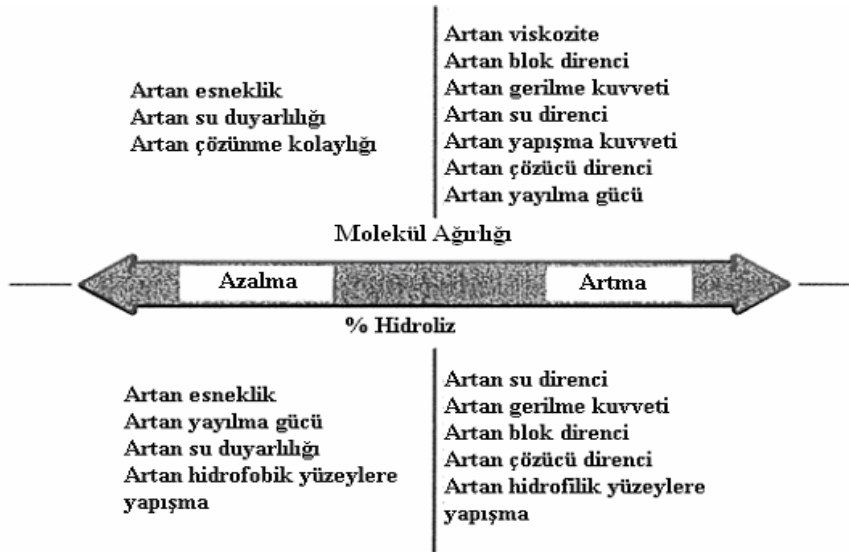 Artan esneklik
Artan su duyarlılığı
Artan çözünme kolaylığı
Artan viskozite
Artan blok direnci
Artan gerilme kuvveti
Artan su direnci
Artan yapışma kuvveti
Artan çözücü direnci
Artan yayılma gücü
Molekül Ağırlığı
Azalma
Artma
% Hidroliz
Artan esneklik
Artan yayılma gücü
Artan su duyarlılığı
Artan hidrofobik yüzeylere
yapışma
Artan su direnci
Artan gerilme kuvveti
Artan blok direnci
Artan çözücü direnci
Artan hidrofilik yüzeylere
yapışma